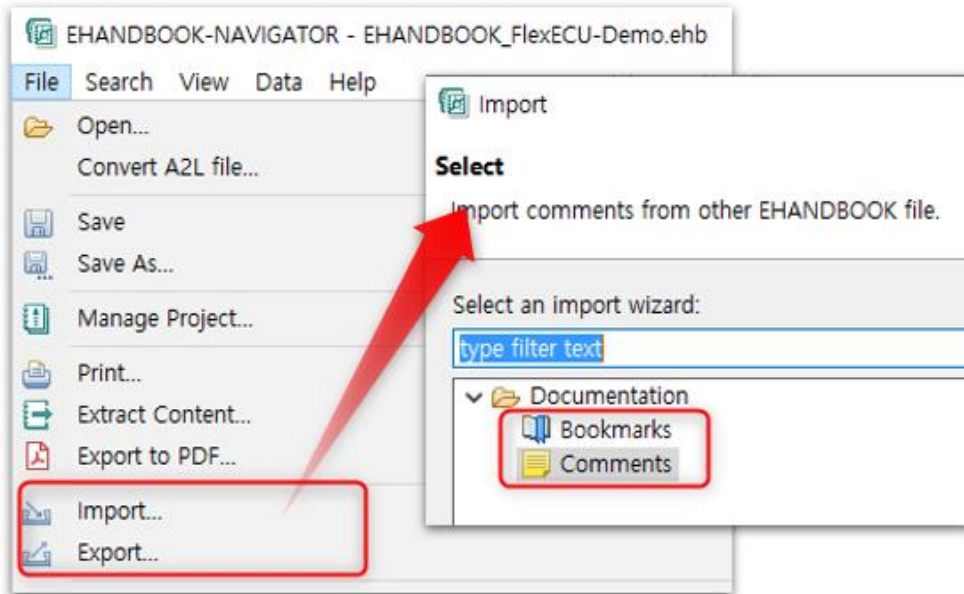 EHANDBOOK-NAVIGATOR - EHANDBOOK_FlexECU-Demo.ehb
File Search View Data Help
Open...
Convert A2L file...
Save
Save As...
Manage Project...
Print...
Extract Content...
Export to PDF...
Import...
Export...
Import
Select
Import comments from other EHANDBOOK file.
Select an import wizard:
type filter text
Documentation
Bookmarks
Comments